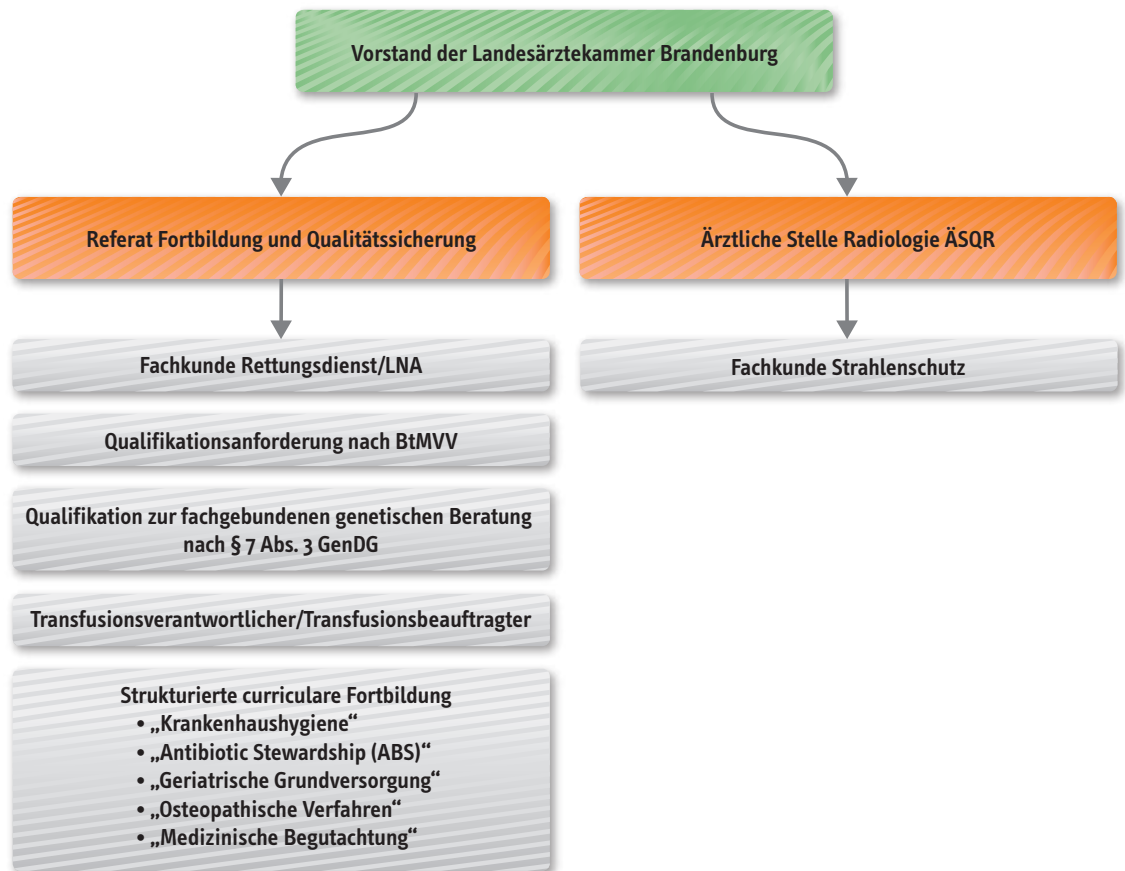 Vorstand der Landesärztekammer Brandenburg
Referat Fortbildung und Qualitätssicherung
Ärztliche Stelle Radiologie ÄSQR
Fachkunde Rettungsdienst/LNA
Fachkunde Strahlenschutz
Qualifikationsanforderung nach BtMVV
Qualifikation zur fachgebundenen genetischen Beratung
nach § 7 Abs. 3 GenDG
Transfusionsverantwortlicher/Transfusionsbeauftragter
Strukturierte curriculare Fortbildung
• „Krankenhaushygiene“
• „Antibiotic Stewardship (ABS)“
• „Geriatrische Grundversorgung“
• „Osteopathische Verfahren“
• „Medizinische Begutachtung“